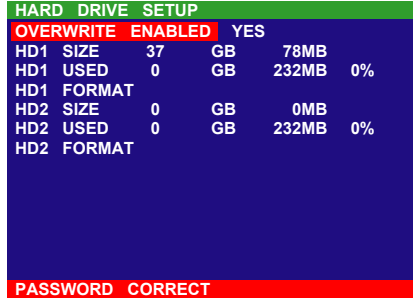 HARD DRIVE SETUP
OVERWRITE ENABLED YES
HD1 SIZE 37 GB 78MB
HD1 USED 0 GB 232MB 0%
HD1 FORMAT
HD2 SIZE 0 GB 0MB
HD2 USED 0 GB 232MB 0%
HD2 FORMAT
PASSWORD CORRECT